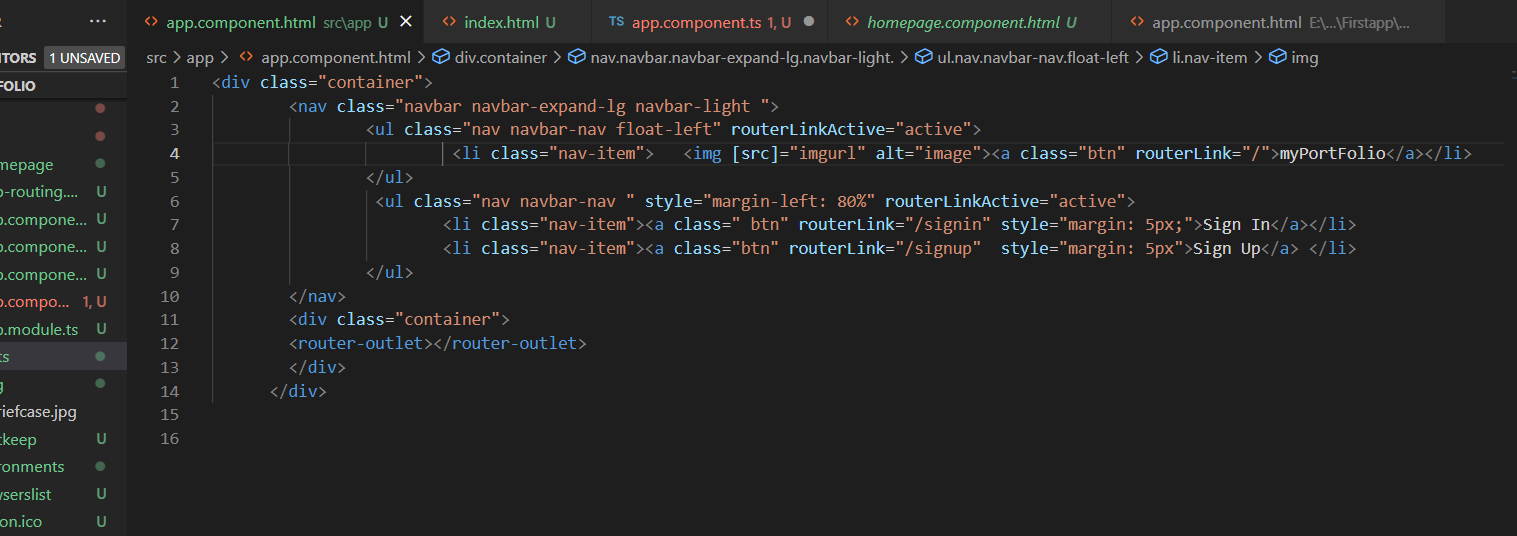 app.component.html src\app U
index.html U
TS app.component.ts 1, U
homepage.component.html U
app.component.html E:\...\Firstapp\...
ITORS 1 UNSAVED
src > app > app.component.html > div.container > nav.navbar.navbar-expand-lg.navbar-light. > ul.nav.navbar-nav.float-left > li.nav-item > img
FOLIO
mepage
p-routing.... U
p.compone... U
p.compone... U
p.compone... U
p.compo... 1, U
p.module.ts U
ts
g
riefcase.jpg
tkeep U
ronments
wserslist U
on.ico U
1 <div class="container">
2 <nav class="navbar navbar-expand-lg navbar-light ">
3 <ul class="nav navbar-nav float-left" routerLinkActive="active">
4 <li class="nav-item"> <img [src]="imgurl" alt="image"><a class="btn" routerLink="/">myPortFolio</a></li>
5 </ul>
6 <ul class="nav navbar-nav " style="margin-left: 80%" routerLinkActive="active">
7 <li class="nav-item"><a class=" btn" routerLink="/signin" style="margin: 5px;">Sign In</a></li>
8 <li class="nav-item"><a class="btn" routerLink="/signup" style="margin: 5px">Sign Up</a> </li>
9 </ul>
10 </nav>
11 <div class="container">
12 <router-outlet></router-outlet>
13 </div>
14 </div>
15
16